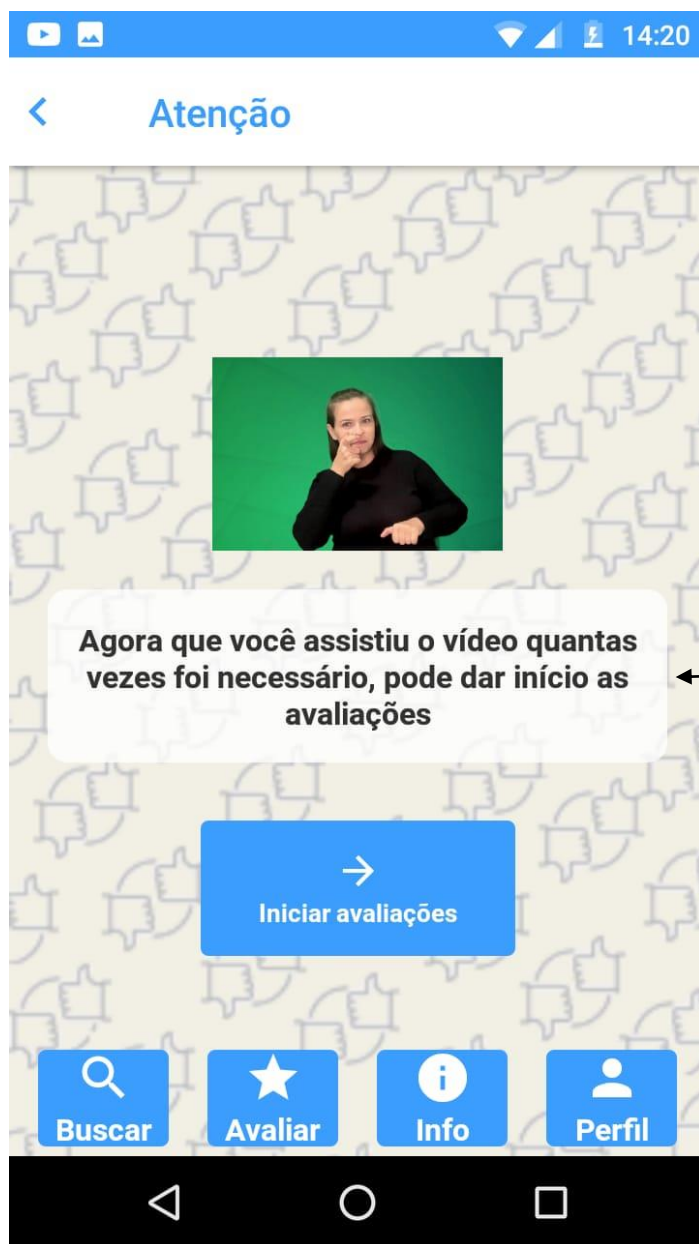 14:20
Atenção
Agora que você assistiu o vídeo quantas
vezes foi necessário, pode dar início as
avaliações
Iniciar avaliações
Buscar Avaliar Info Perfil